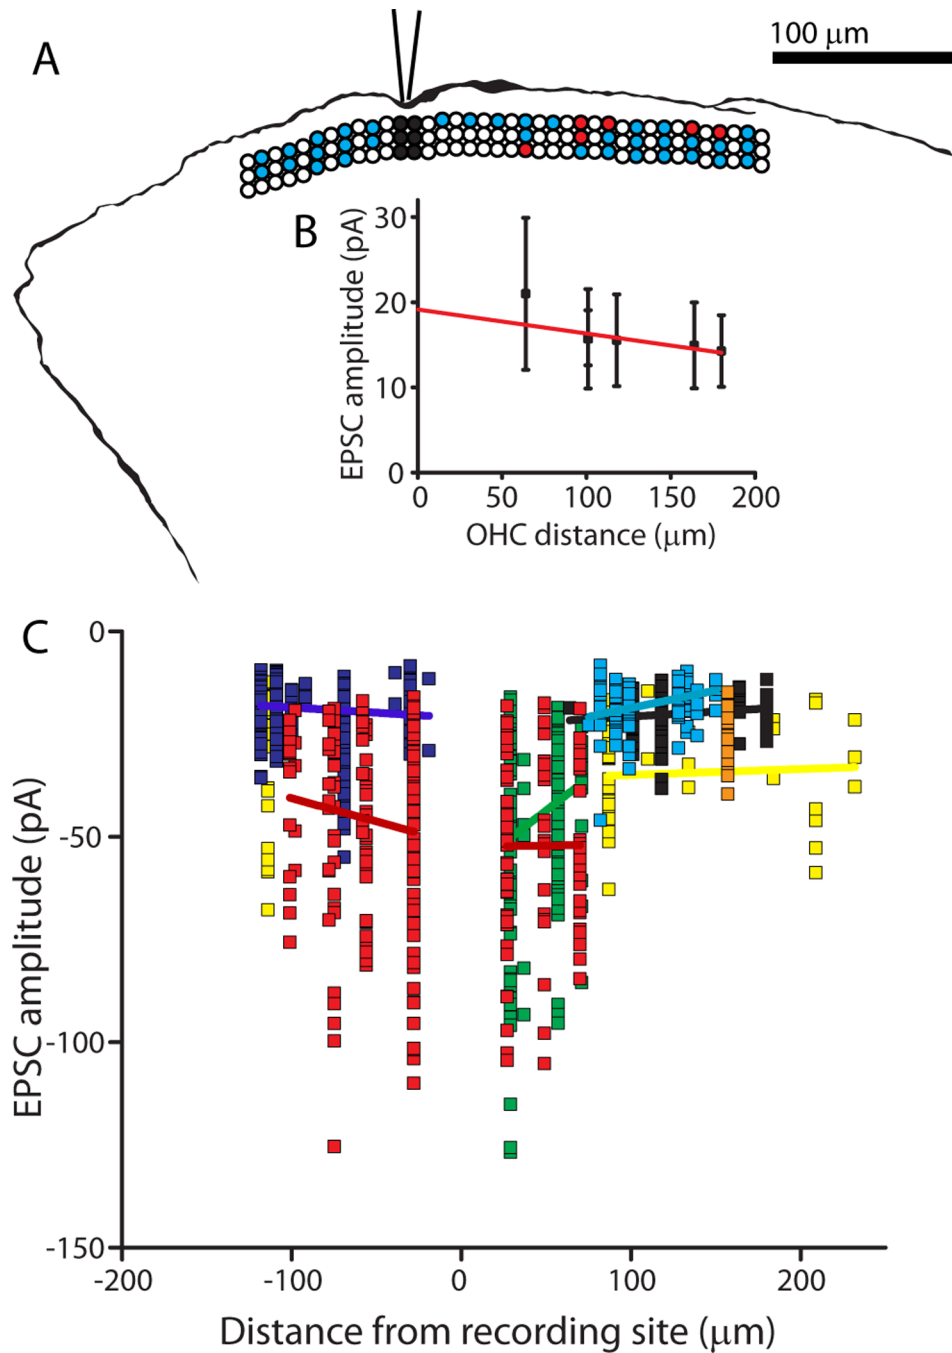 A
100 μm
B
EPSC amplitude (pA)
30
20
10
0
0 50 100 150 200
OHC distance (μm)
C
EPSC amplitude (pA)
0
-50
-100
-150
-200 -100 0 100 200
Distance from recording site (μm)